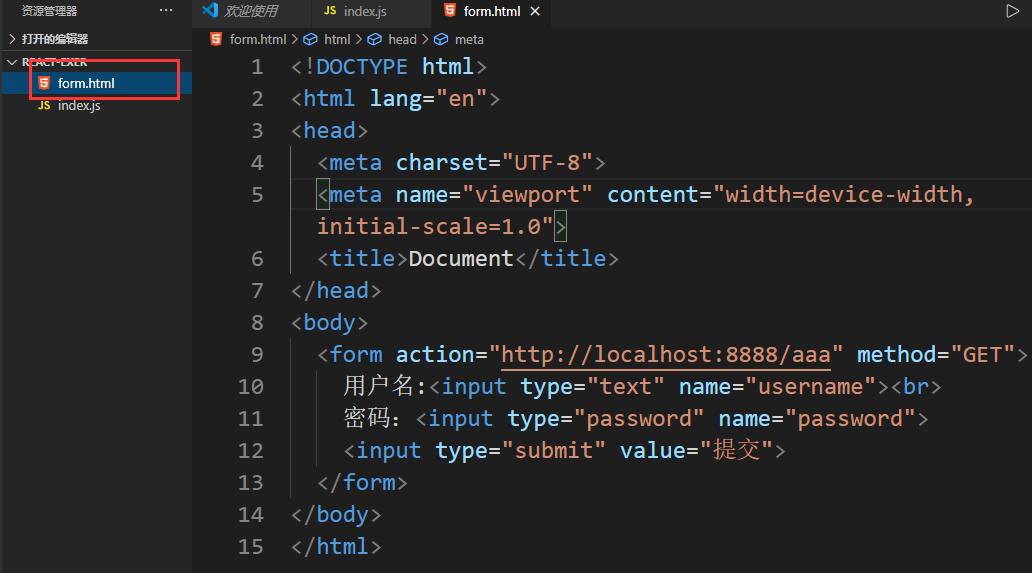 资源管理器 ···
欢迎使用 JS index.js form.html ×
打开的编辑器
form.html > html > head > meta
REACT-EXER
form.html
JS index.js
1 <!DOCTYPE html>
2 <html lang="en">
3 <head>
4 <meta charset="UTF-8">
5 <meta name="viewport" content="width=device-width,
initial-scale=1.0">
6 <title>Document</title>
7 </head>
8 <body>
9 <form action="http://localhost:8888/aaa" method="GET">
10 用户名:<input type="text" name="username"><br>
11 密码：<input type="password" name="password">
12 <input type="submit" value="提交">
13 </form>
14 </body>
15 </html>